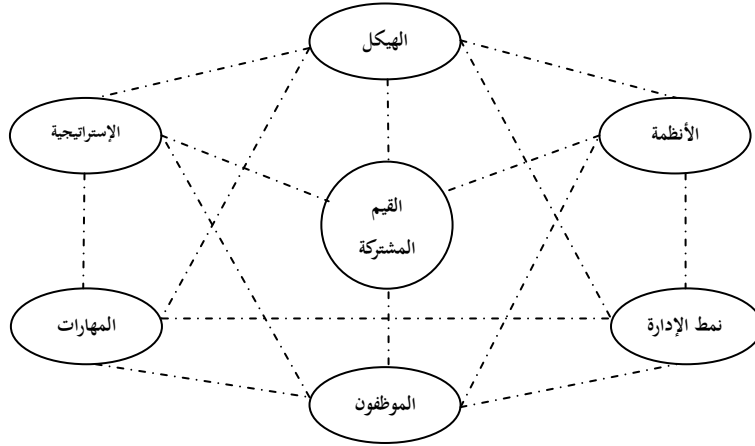 الهيكل
الأنظمة
الإستراتيجية
القيم
المشتركة
نمط الإدارة
المهارات
الموظفون